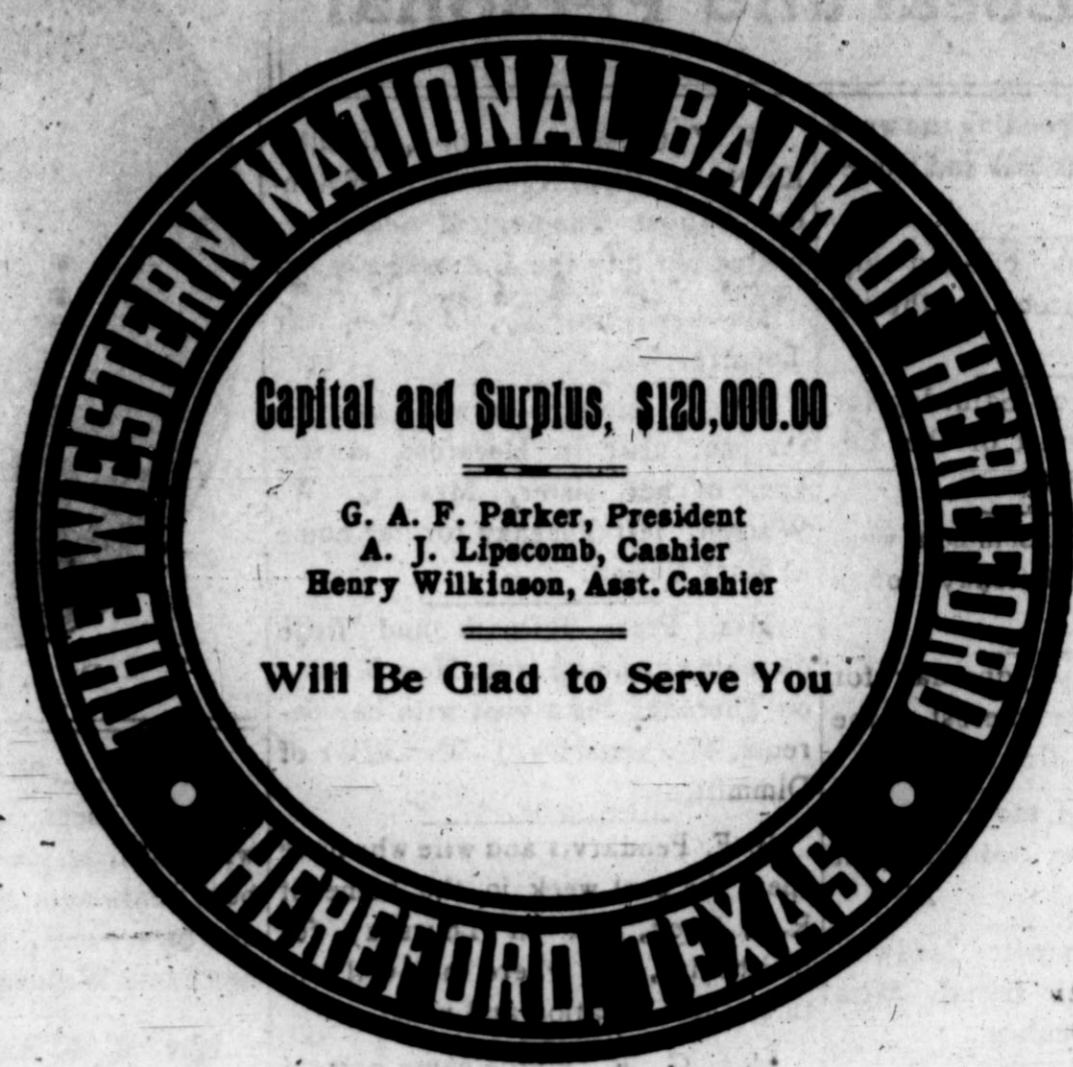 THE WESTERN NATIONAL BANK OF HEREFORD
Capital and Surplus, $120,000.00
G. A. F. Parker, President
A. J. Lipscomb, Cashier
Henry Wilkinson, Asst. Cashier
Will Be Glad to Serve You
HEREFORD, TEXAS.